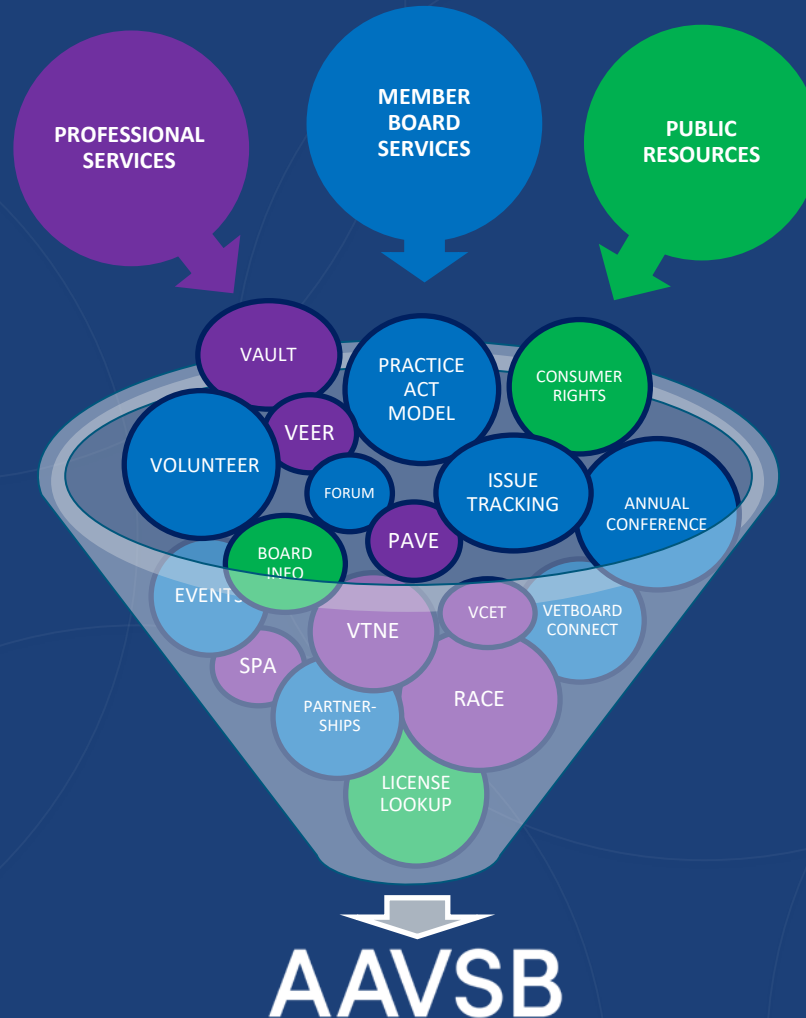 PROFESSIONAL
SERVICES
MEMBER
BOARD
SERVICES
PUBLIC
RESOURCES
VAULT
PRACTICE
ACT
MODEL
CONSUMER
RIGHTS
VEER
VOLUNTEER
FORUM
ISSUE
TRACKING
ANNUAL
CONFERENCE
PAVE
BOARD
INFO
EVENTS
VTNE
VCET
VETBOARD
CONNECT
SPA
PARTNER-
SHIPS
RACE
LICENSE
LOOKUP
AAVSB